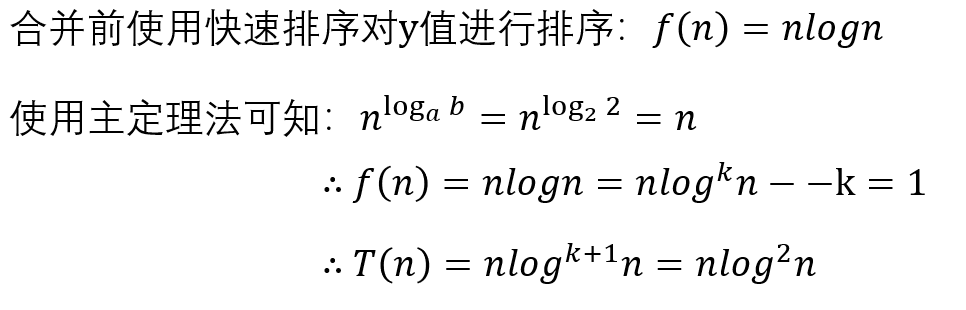 合并前使用快速排序对y值进行排序：f(n) = nlogn
使用主定理法可知：n^{log_a b} = n^{log_2 2} = n
∴ f(n) = nlogn = nlog^k n − −k = 1
∴ T(n) = nlog^{k+1} n = nlog^2 n